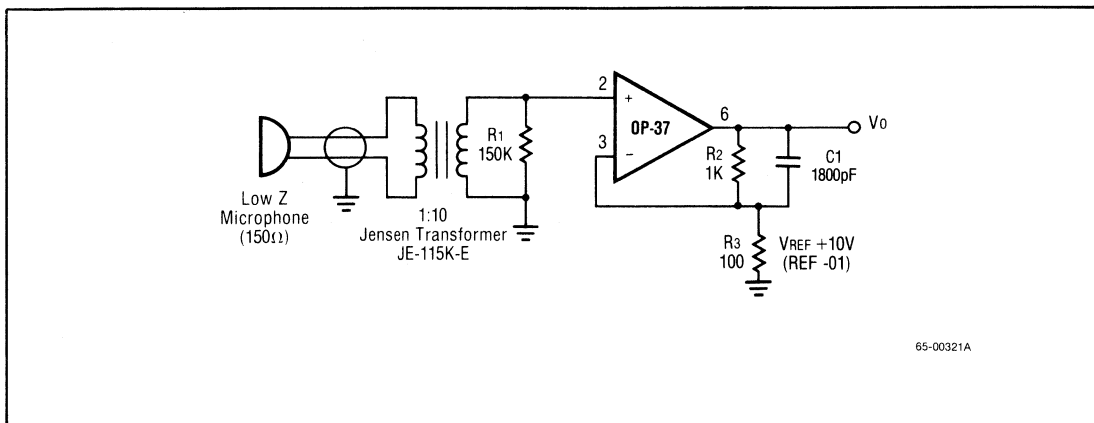 Low Z
Microphone
(150Ω)
1:10
Jensen Transformer
JE-115K-E
R1
150K
2
+
OP-37
3
−
6
R2
1K
C1
1800pF
Vo
R3
100
VREF +10V
(REF -01)
65-00321A